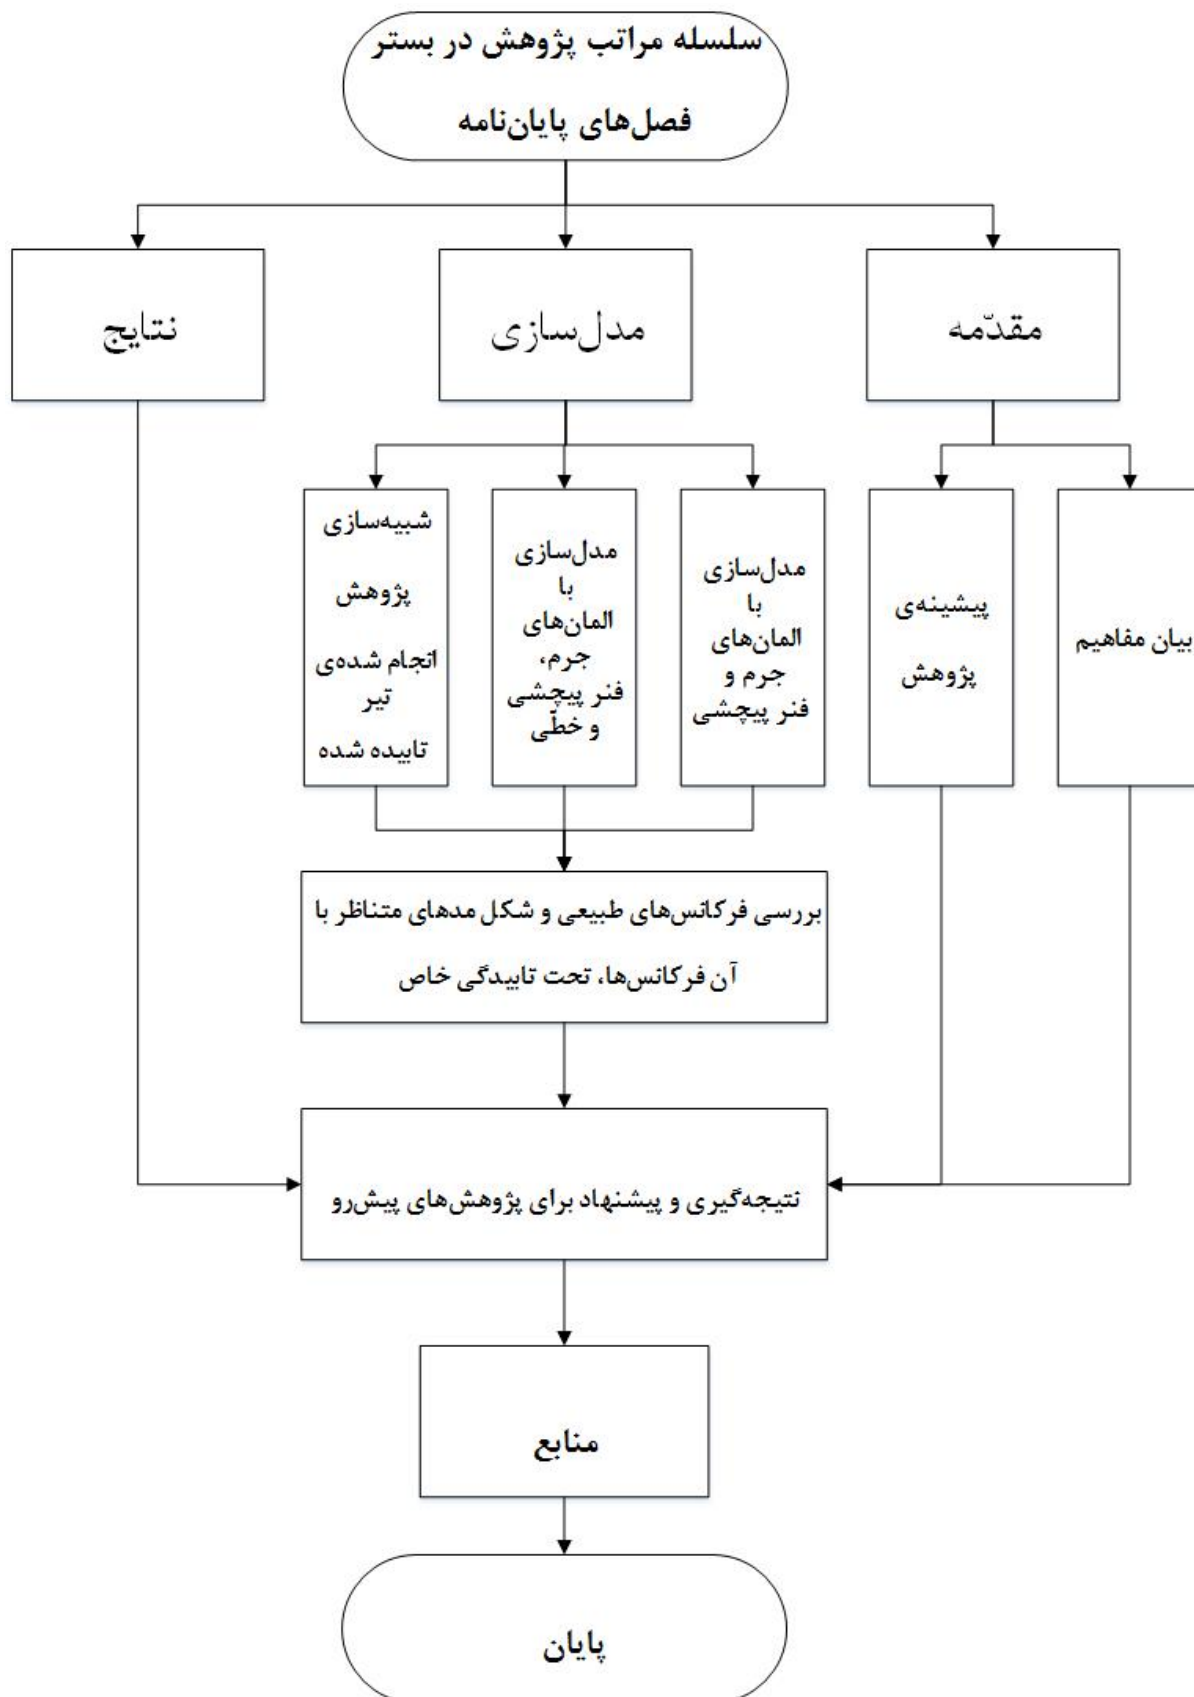 سلسله مراتب پژوهش در بستر
فصل‌های پایان‌نامه
مقدّمه
مدل‌سازی
نتایج
بیان مفاهیم
پیشینه‌ی
پژوهش
مدل‌سازی
با
المان‌های
جرم و
فنر پیچشی
مدل‌سازی
با
المان‌های
جرم،
فنر پیچشی
و خطّی
شبیه‌سازی
پژوهش
انجام شده‌ی
تیر
تابیده شده
بررسی فرکانس‌های طبیعی و شکل مدهای متناظر با
آن فرکانس‌ها، تحت تابیدگی خاص
نتیجه‌گیری و پیشنهاد برای پژوهش‌های پیش‌رو
منابع
پایان